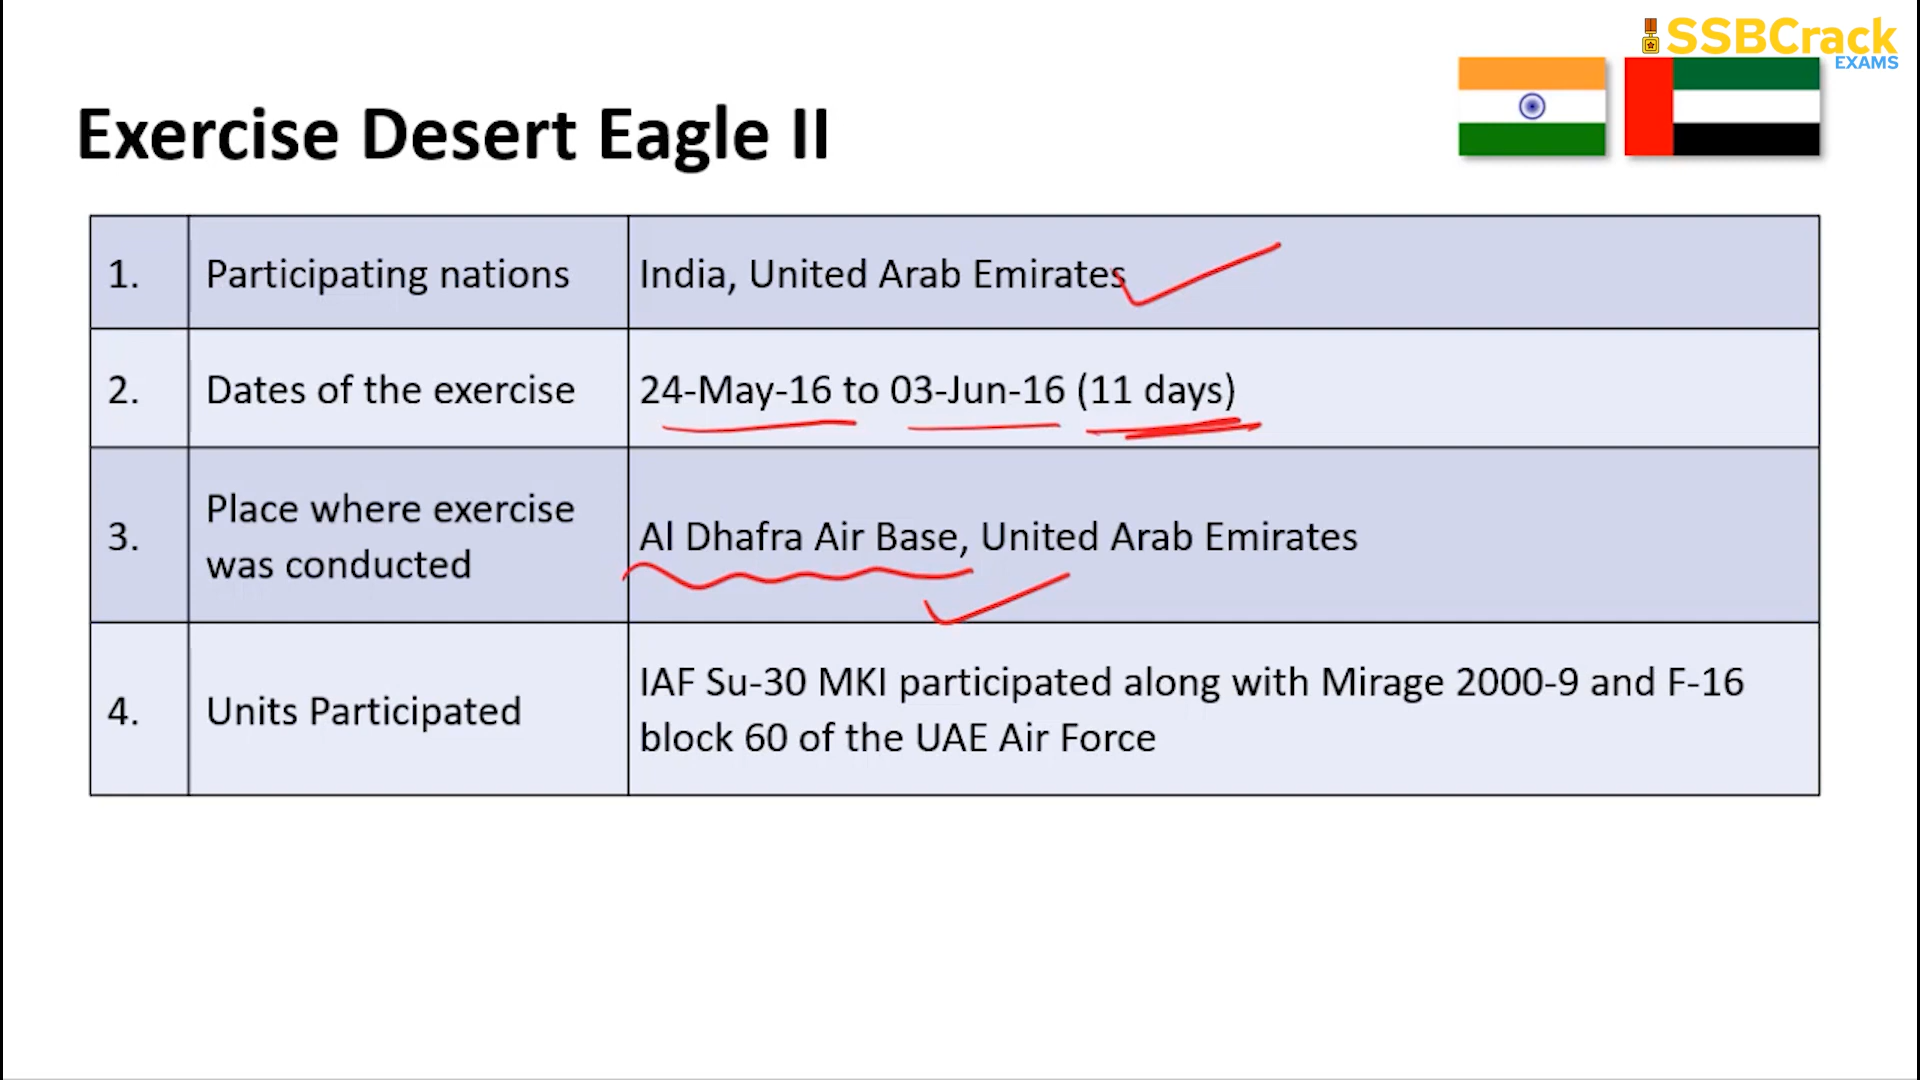 SSBCrack
EXAMS
Exercise Desert Eagle II
1. Participating nations India, United Arab Emirates
2. Dates of the exercise 24-May-16 to 03-Jun-16 (11 days)
3. Place where exercise
was conducted
Al Dhafra Air Base, United Arab Emirates
4. Units Participated
IAF Su-30 MKI participated along with Mirage 2000-9 and F-16
block 60 of the UAE Air Force